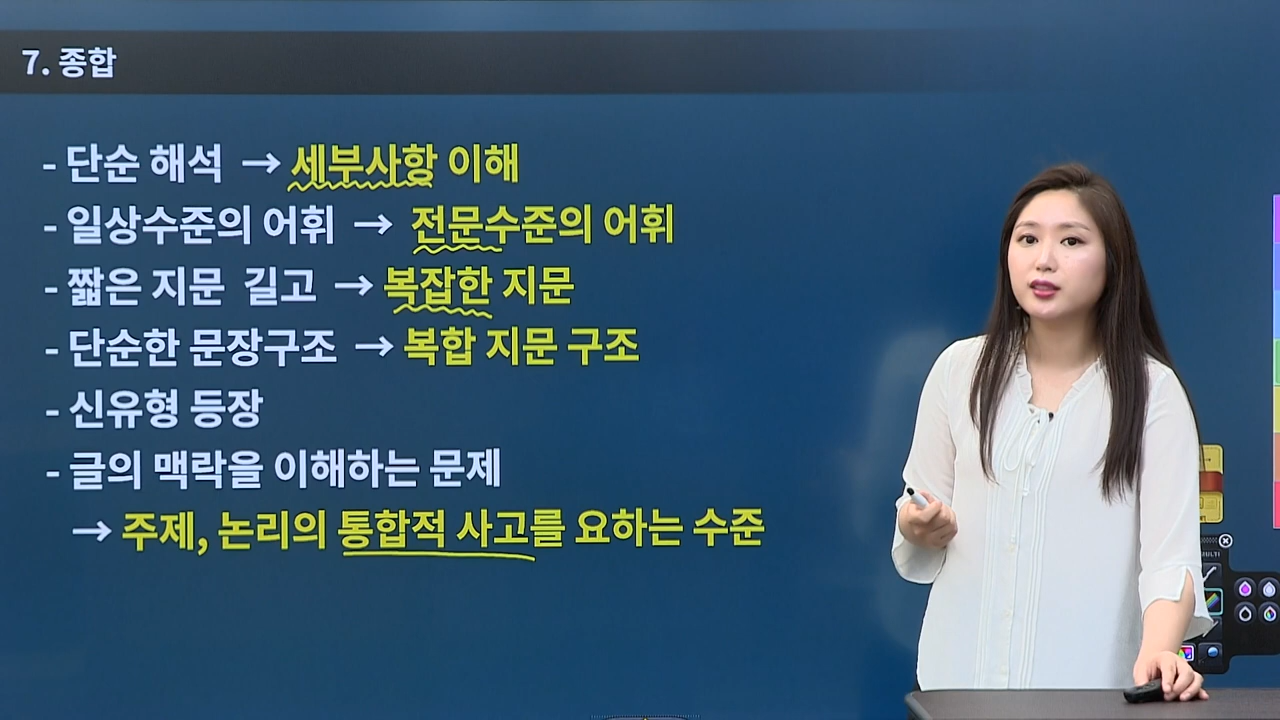 7. 종합
- 단순 해석 → 세부사항 이해
- 일상수준의 어휘 → 전문수준의 어휘
- 짧은 지문 길고 → 복잡한 지문
- 단순한 문장구조 → 복합 지문 구조
- 신유형 등장
- 글의 맥락을 이해하는 문제
→ 주제, 논리의 통합적 사고를 요하는 수준